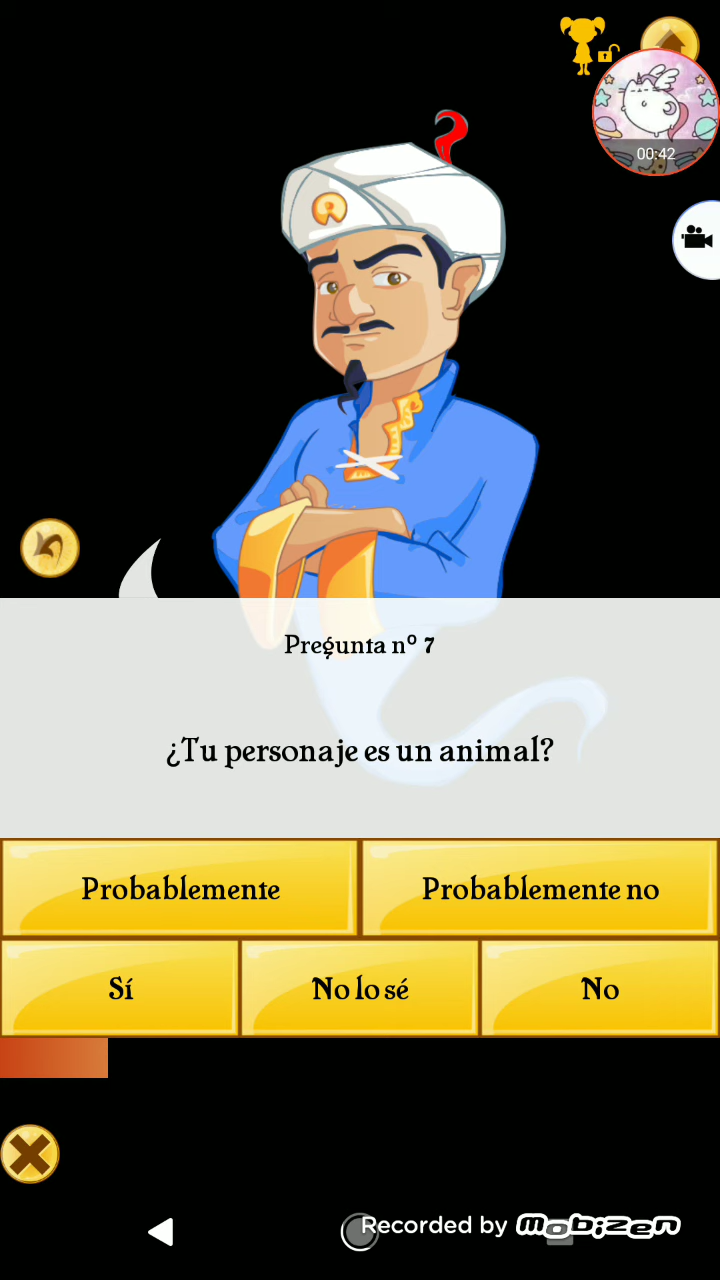 00:42
Pregunta nº 7
¿Tu personaje es un animal?
Probablemente
Probablemente no
Sí
No lo sé
No
Recorded by mobizen